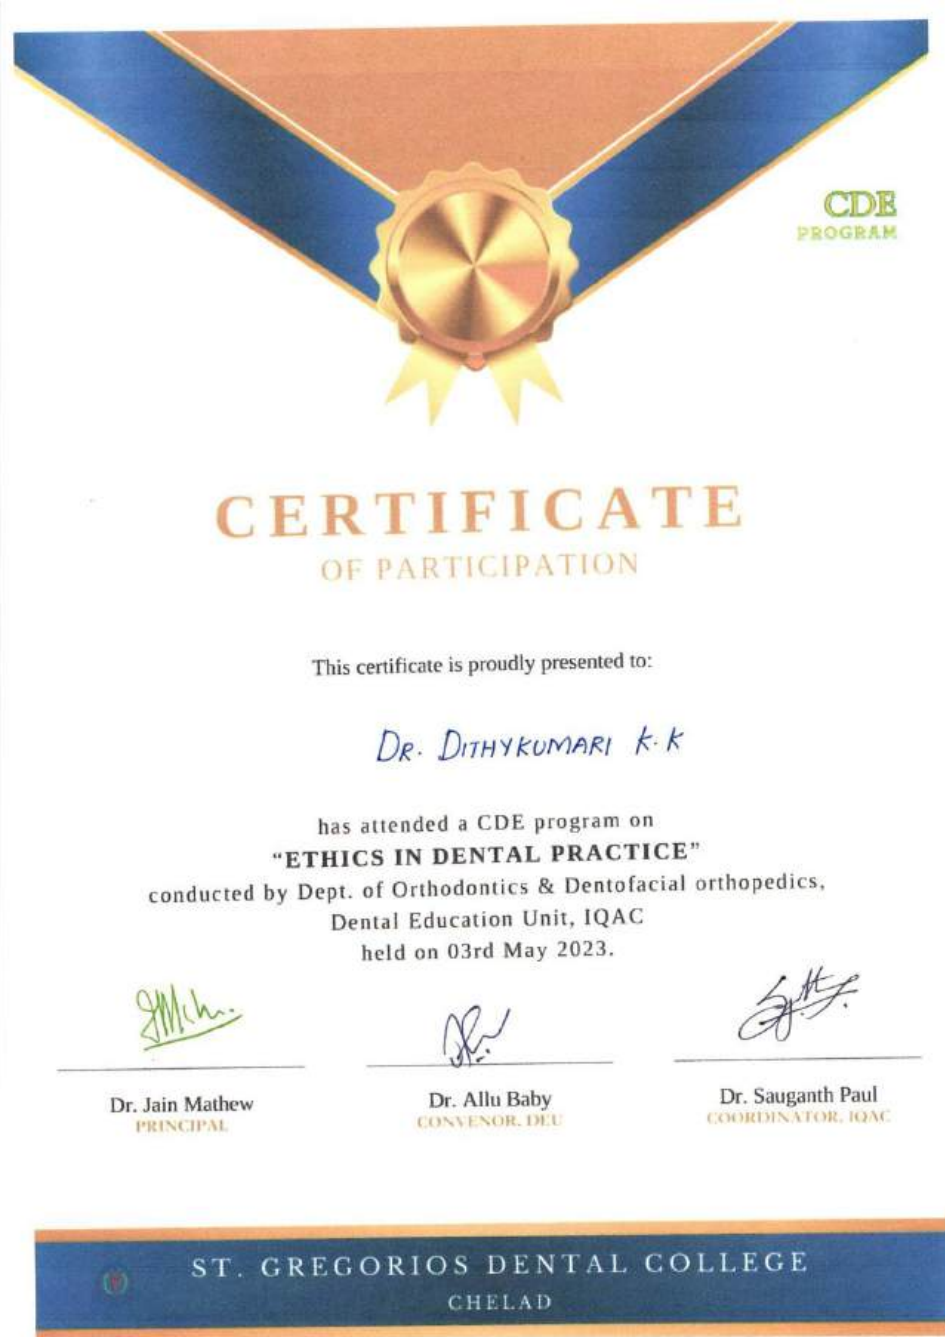 CDE
PROGRAM
CERTIFICATE
OF PARTICIPATION
This certificate is proudly presented to:
DR. DITHYKUMARI K.K
has attended a CDE program on
“ETHICS IN DENTAL PRACTICE”
conducted by Dept. of Orthodontics & Dentofacial orthopedics,
Dental Education Unit, IQAC
held on 03rd May 2023.
Dr. Jain Mathew
PRINCIPAL
Dr. Allu Baby
CONVENOR, DEU
Dr. Sauganth Paul
COORDINATOR, IQAC
ST. GREGORIOS DENTAL COLLEGE
CHELAD